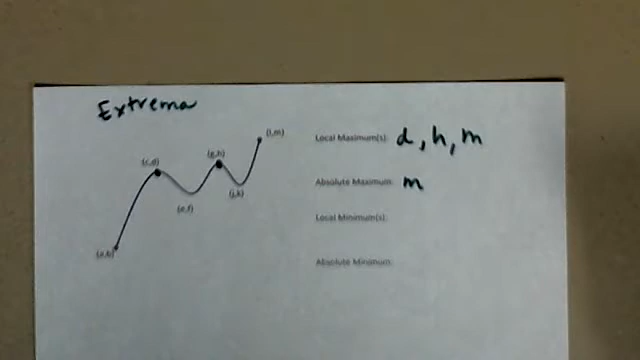 Extrema
(l,m)
Local Maximum(s): d, h, m
(c,d)
(g,h)
Absolute Maximum: m
(j,k)
(e,f)
Local Minimum(s):
(a,b)
Absolute Minimum: